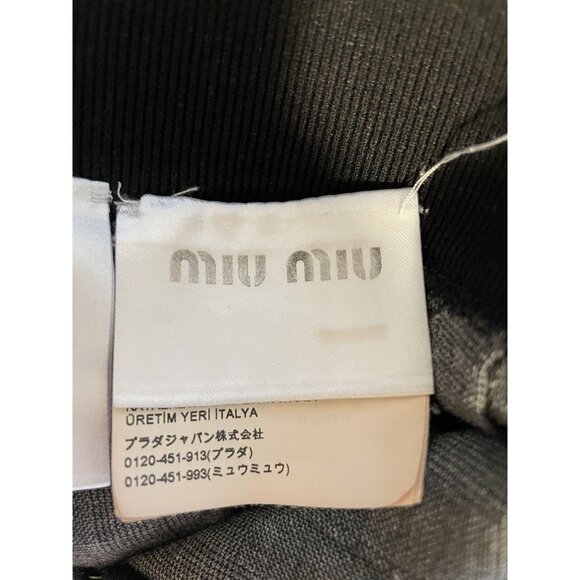 miu miu
ÜRETİM YERİ İTALYA
プラダジャパン株式会社
0120-451-913(プラダ)
0120-451-993(ミュウミュウ)